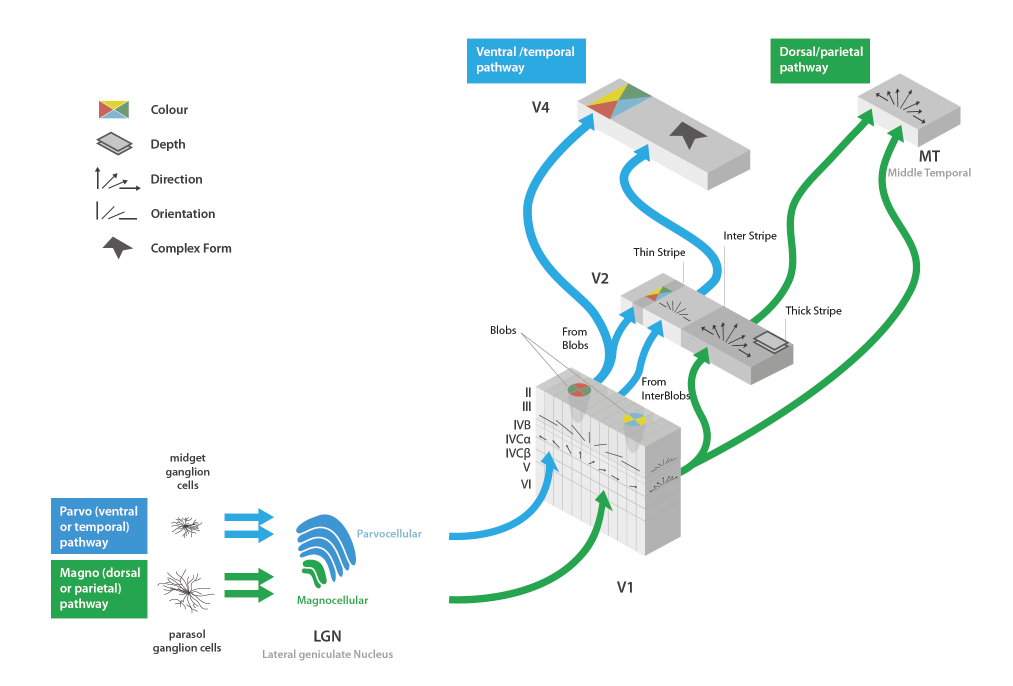 Ventral /temporal
pathway
Dorsal/parietal
pathway
V4
MT
Middle Temporal
Colour
Depth
Direction
Orientation
Complex Form
Inter Stripe
Thin Stripe
V2
Thick Stripe
Blobs
From
Blobs
From
InterBlobs
II
III
IVB
IVCα
IVCβ
V
VI
V1
midget
ganglion
cells
Parvo (ventral
or temporal)
pathway
Parvocellular
Magno (dorsal
or parietal)
pathway
Magnocellular
parasol
ganglion cells
LGN
Lateral geniculate Nucleus